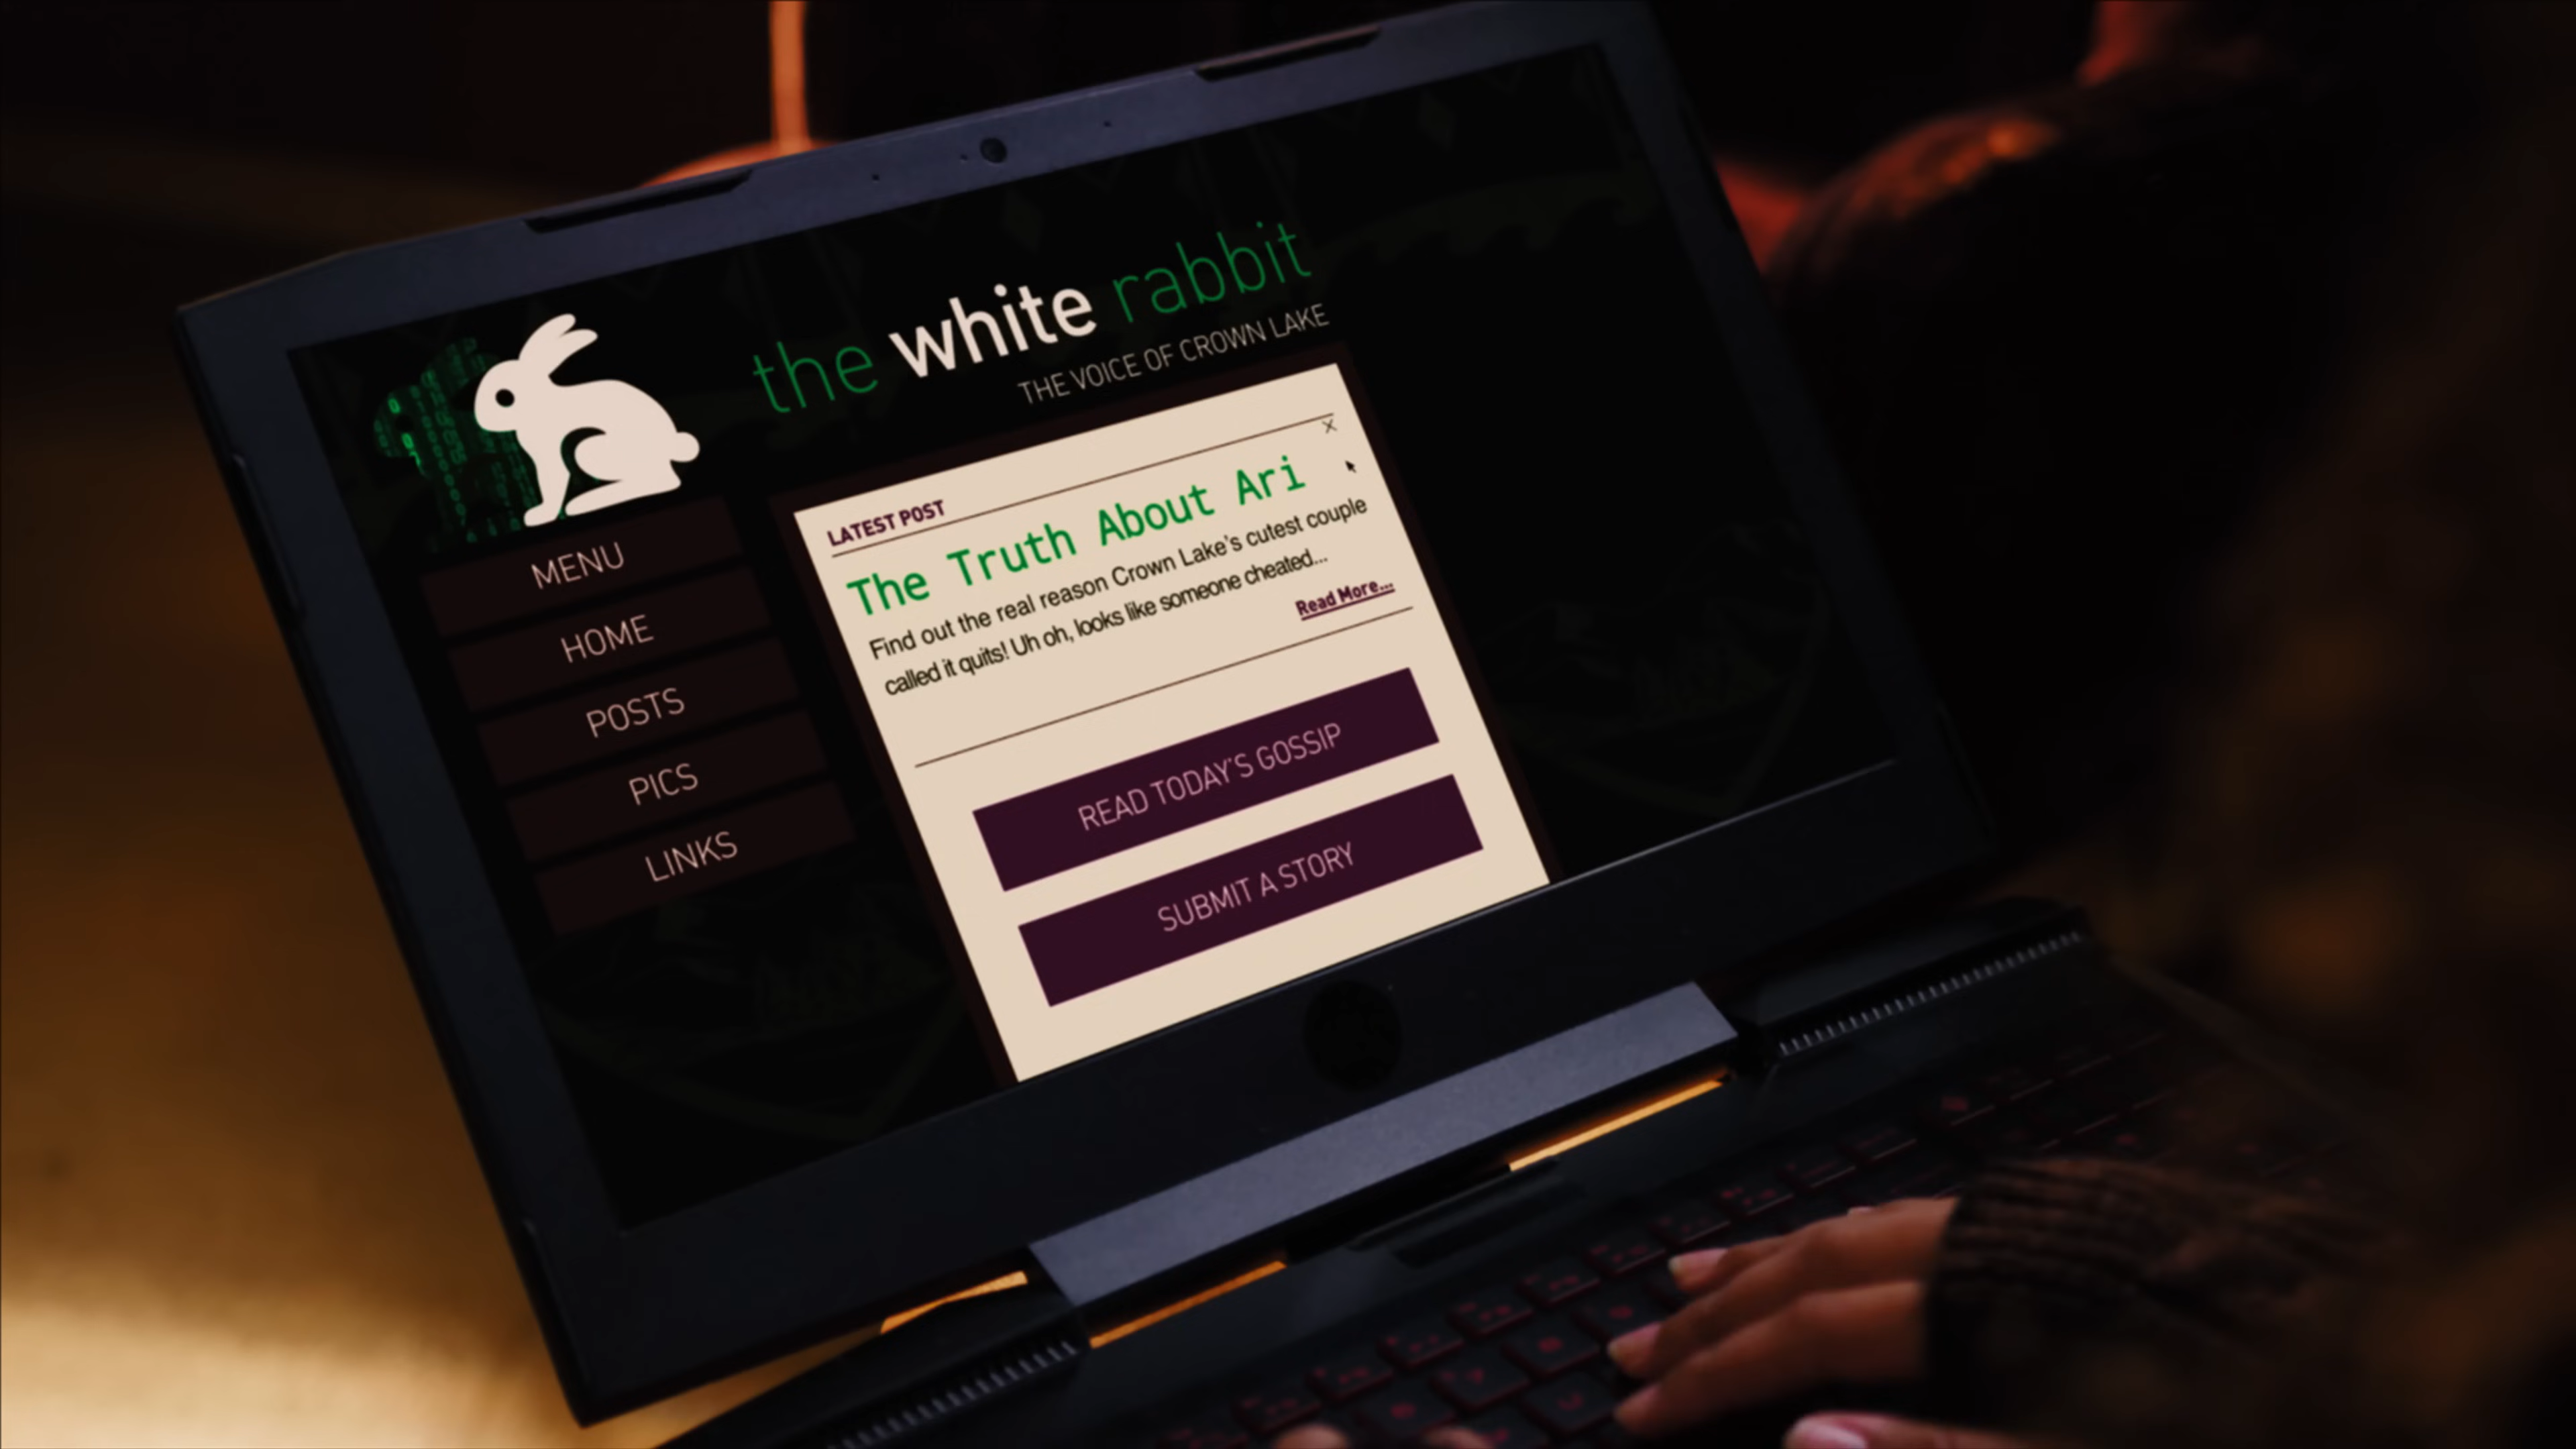 the white rabbit
THE VOICE OF CROWN LAKE
MENU
HOME
POSTS
PICS
LINKS
LATEST POST
X
The Truth About Ari
Find out the real reason Crown Lake's cutest couple
called it quits! Uh oh, looks like someone cheated...
Read More...
READ TODAY'S GOSSIP
SUBMIT A STORY